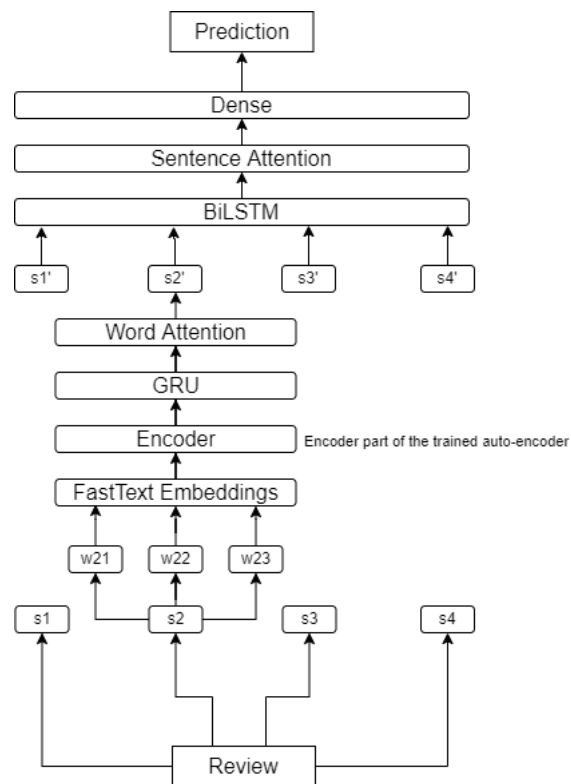 Prediction
Dense
Sentence Attention
BiLSTM
s1' s2' s3' s4'
Word Attention
GRU
Encoder Encoder part of the trained auto-encoder
FastText Embeddings
w21 w22 w23
s1 s2 s3 s4
Review